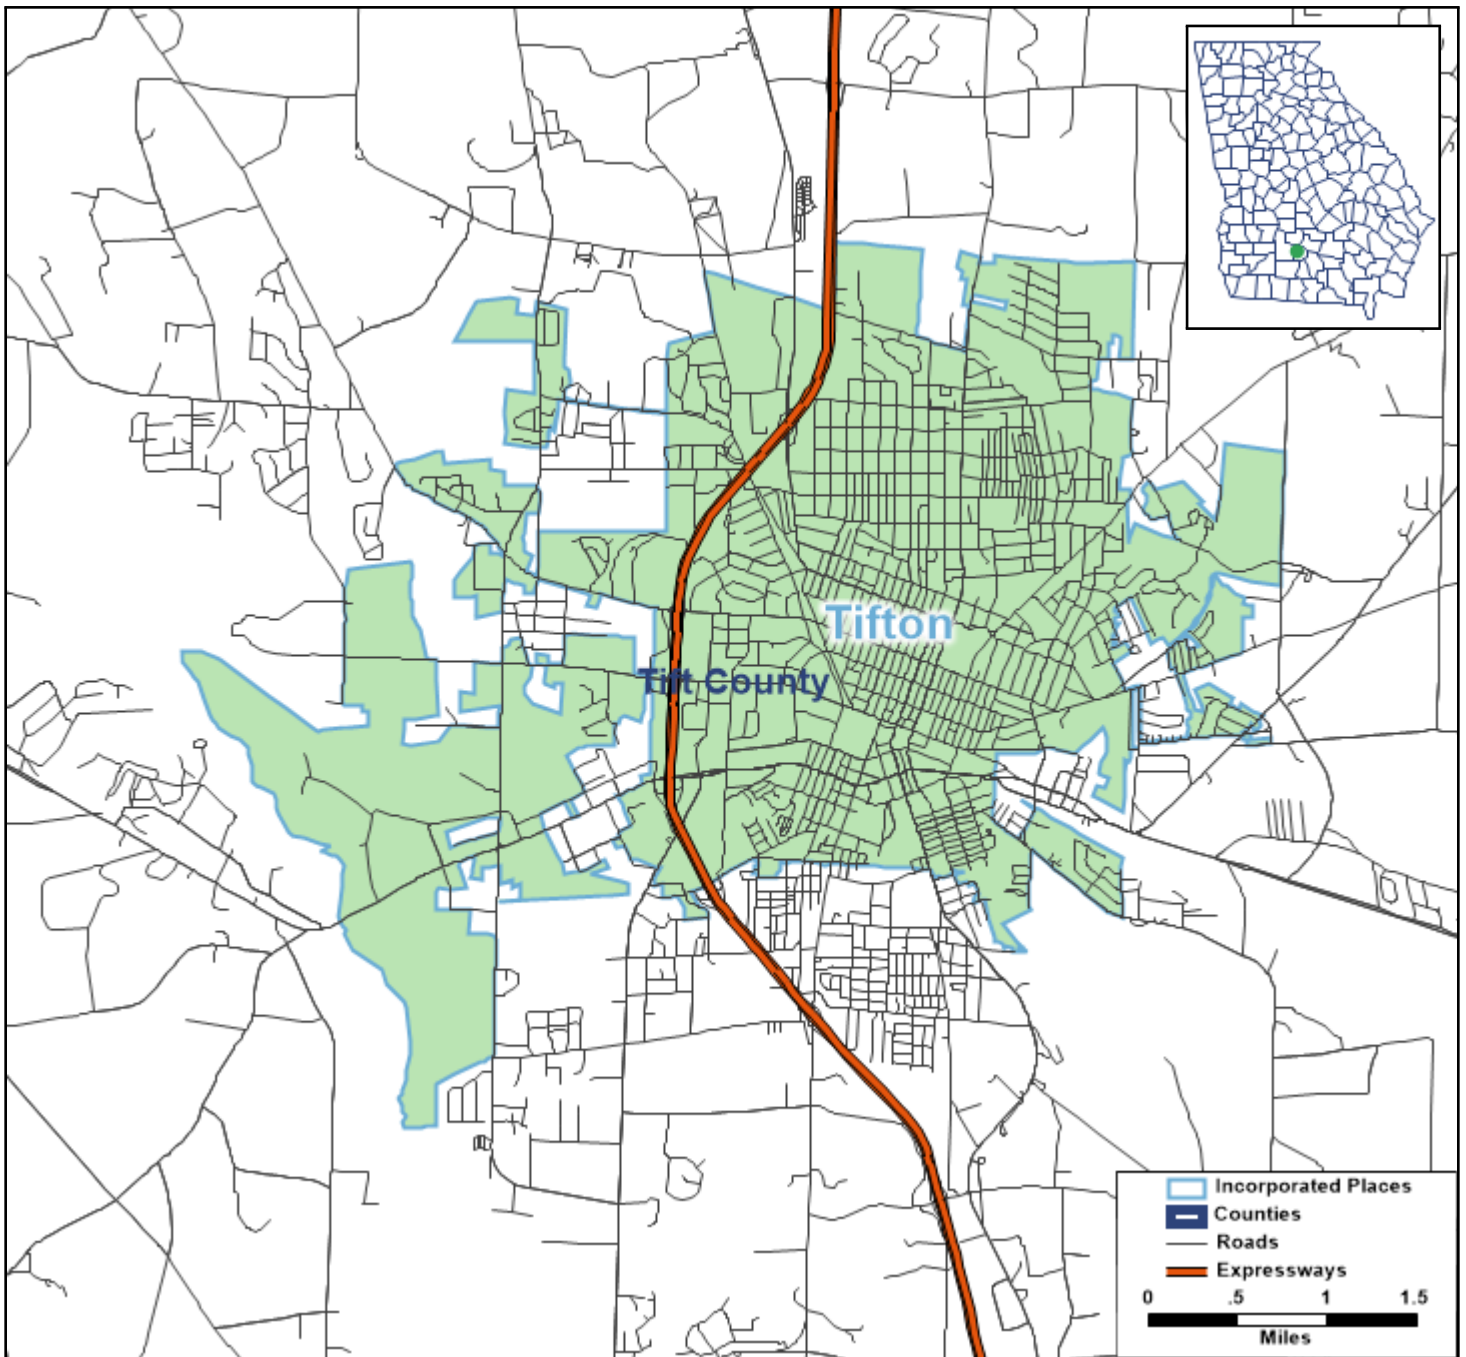 Tifton
Tift County
Incorporated Places
Counties
Roads
Expressways
0 .5 1 1.5
Miles